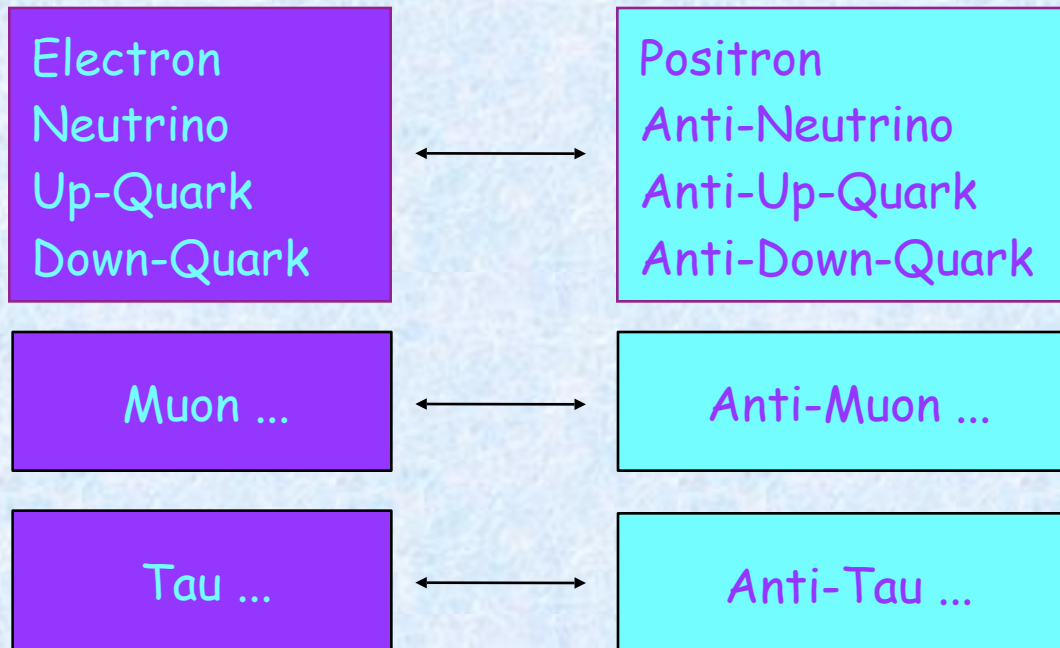 Electron
Neutrino
Up-Quark
Down-Quark
Positron
Anti-Neutrino
Anti-Up-Quark
Anti-Down-Quark
Muon ...
Anti-Muon ...
Tau ...
Anti-Tau ...